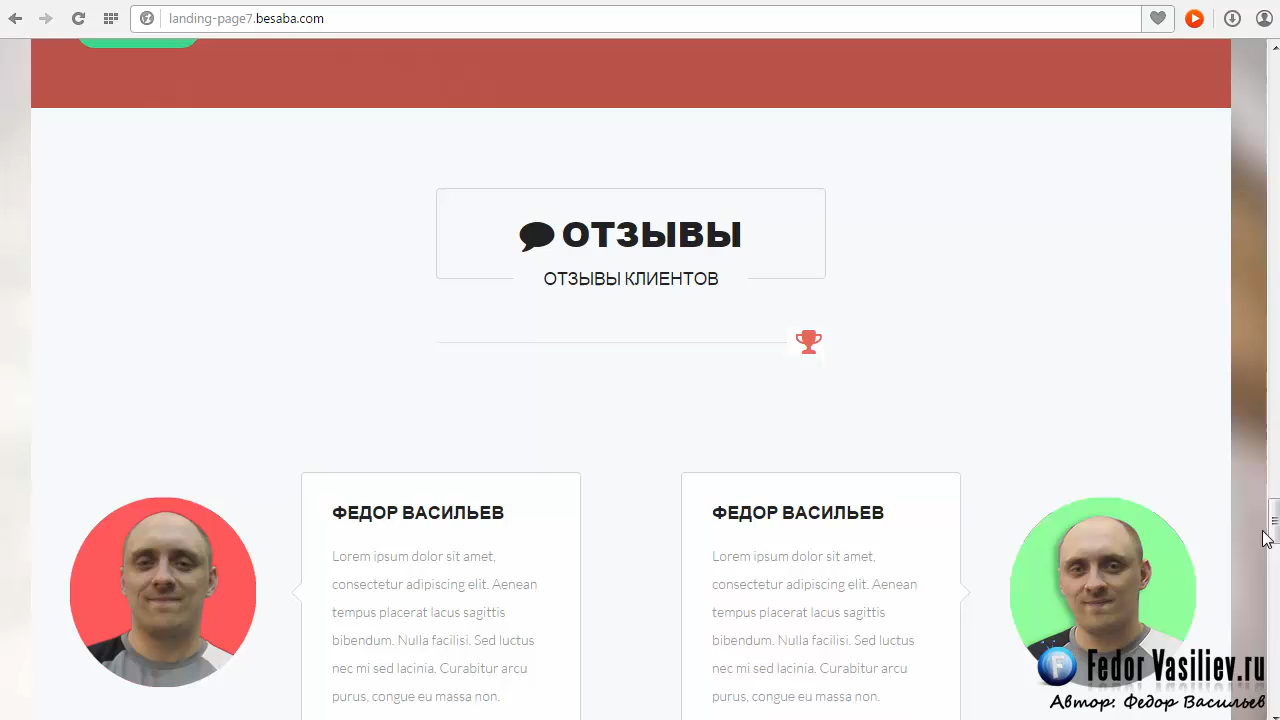 landing-page7.besaba.com
ОТЗЫВЫ
ОТЗЫВЫ КЛИЕНТОВ
ФЕДОР ВАСИЛЬЕВ
Lorem ipsum dolor sit amet,
consectetur adipiscing elit. Aenean
tempus placerat lacus sagittis
bibendum. Nulla facilisi. Sed luctus
nec mi sed lacinia. Curabitur arcu
purus, congue eu massa non.
ФЕДОР ВАСИЛЬЕВ
Lorem ipsum dolor sit amet,
consectetur adipiscing elit. Aenean
tempus placerat lacus sagittis
bibendum. Nulla facilisi. Sed luctus
nec mi sed lacinia. Curabitur arcu
purus, congue eu massa non.
Fedor Vasiliev.ru
Автор: Федор Васильев